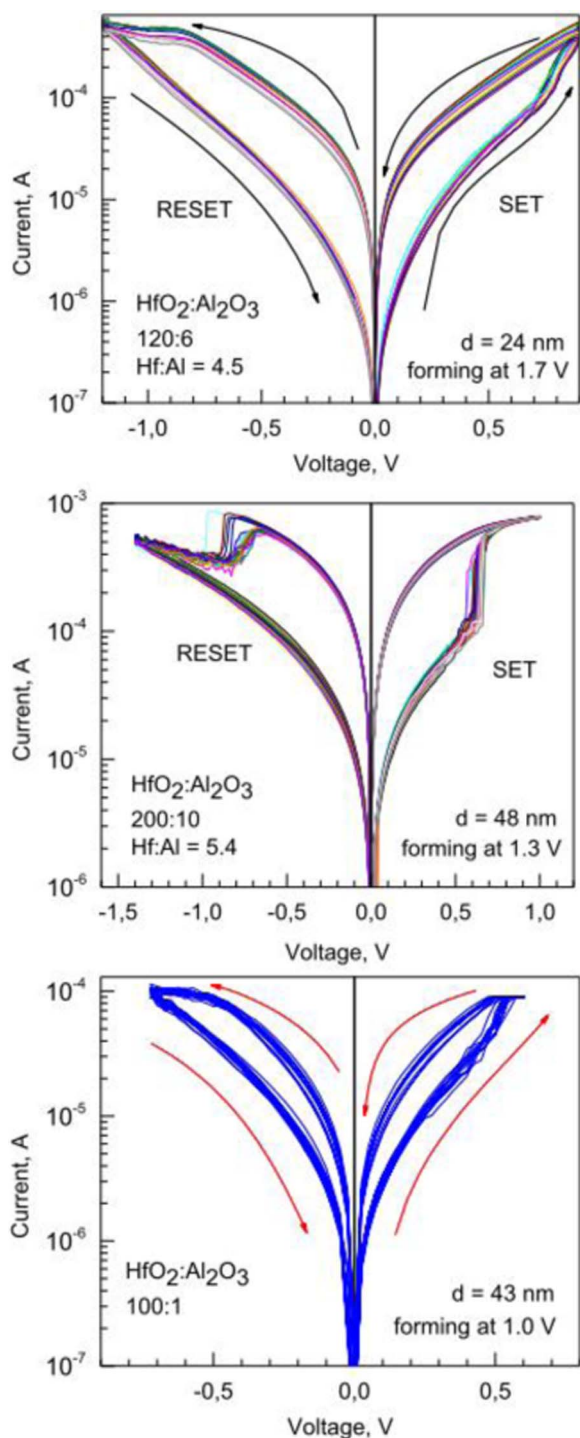 Current, A
10⁻⁴
10⁻⁵
10⁻⁶
10⁻⁷
RESET
SET
HfO₂:Al₂O₃
120:6
Hf:Al = 4.5
d = 24 nm
forming at 1.7 V
-1,0
-0,5
0,0
0,5
Voltage, V
Current, A
10⁻³
10⁻⁴
10⁻⁵
10⁻⁶
RESET
SET
HfO₂:Al₂O₃
200:10
Hf:Al = 5.4
d = 48 nm
forming at 1.3 V
-1.5
-1.0
-0.5
0.0
0.6
1.0
Voltage, V
Current, A
10⁻⁴
10⁻⁵
10⁻⁶
10⁻⁷
HfO₂:Al₂O₃
100:1
d = 43 nm
forming at 1.0 V
-0,5
0,0
0,5
Voltage, V